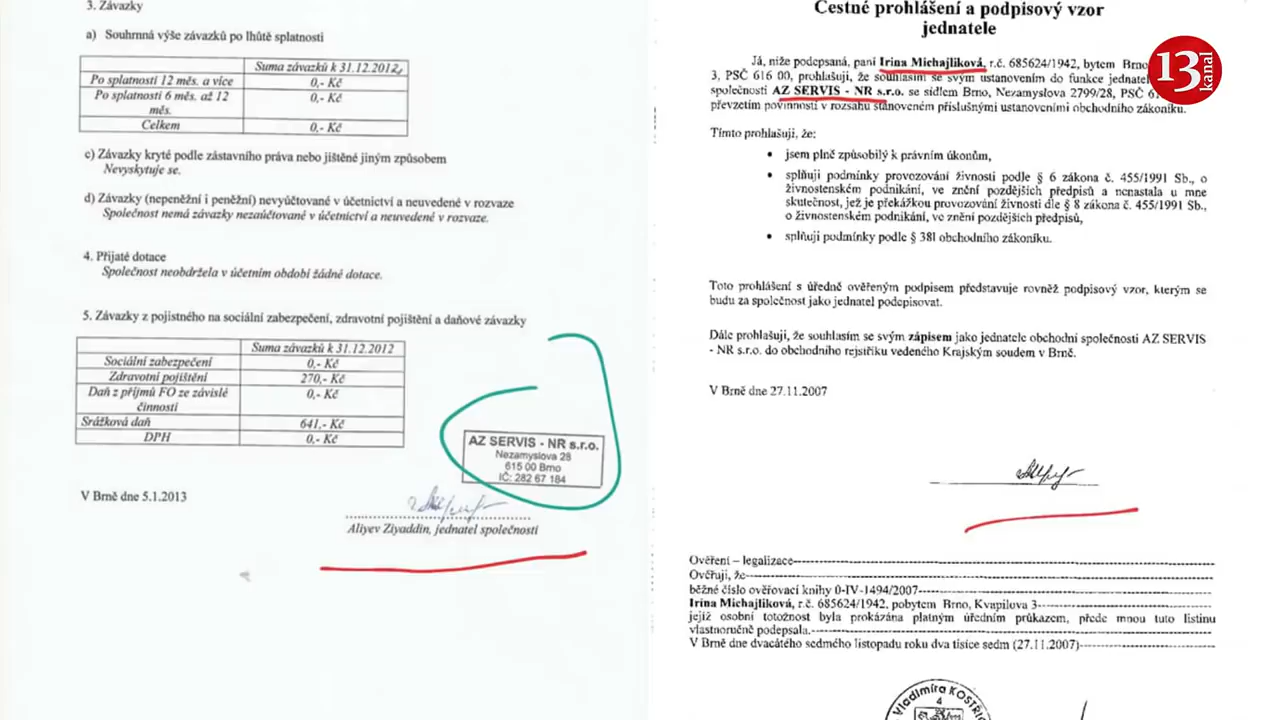 3. Závazky
a) Souhrnná výše závazků po lhůtě splatnosti
Suma závazků k 31.12.2012
Po splatnosti 12 měs. a více 0,- Kč
Po splatnosti 6 měs. až 12 měs. 0,- Kč
Celkem 0,- Kč
c) Závazky kryté podle zástavního práva nebo jištěné jiným způsobem
Nevyskytuje se.
d) Závazky (nepeněžní i peněžní) nevyúčtované v účetnictví a neuvedené v rozvaze
Společnost nemá závazky nezaúčtované v účetnictví a neuvedené v rozvaze.
4. Přijaté dotace
Společnost neobdržela v účetním období žádné dotace.
5. Závazky z pojistného na sociální zabezpečení, zdravotní pojištění a daňové závazky
Suma závazků k 31.12.2012
Sociální zabezpečení 0,- Kč
Zdravotní pojištění 270,- Kč
Daň z příjmů FO ze závislé činnosti 0,- Kč
Srážková daň 641,- Kč
DPH 0,- Kč
AZ SERVIS - NR s.r.o.
Nezamyslova 28
615 00 Brno
IČ: 282 67 184
V Brně dne 5.1.2013
Aliyev Ziyaddin, jednatel společnosti
Čestné prohlášení a podpisový vzor
jednatele
Já, níže podepsaná, paní Irina Michajliková, r.č. 685624/1942, bytem Brno
3, PSČ 616 00, prohlašuji, že souhlasím se svým ustanovením do funkce jednatel
společnosti AZ SERVIS - NR s.r.o. se sídlem Brno, Nezamyslova 2799/28, PSČ 6
převzetím povinností v rozsahu stanoveném příslušnými ustanoveními obchodního zákoníku.
Tímto prohlašuji, že:
• jsem plně způsobilý k právním úkonům,
• splňuji podmínky provozování živnosti podle § 6 zákona č. 455/1991 Sb., o
živnostenském podnikání, ve znění pozdějších předpisů a nenastala u mne
skutečnost, jež je překážkou provozování živnosti dle § 8 zákona č. 455/1991 Sb.,
o živnostenském podnikání, ve znění pozdějších předpisů,
• splňuji podmínky podle § 38l obchodního zákoníku.
Toto prohlášení s úředně ověřeným podpisem představuje rovněž podpisový vzor, kterým se
budu za společnost jako jednatel podepisovat.
Dále prohlašuji, že souhlasím se svým zápisem jako jednatele obchodní společnosti AZ SERVIS
- NR s.r.o. do obchodního rejstříku vedeného Krajským soudem v Brně.
V Brně dne 27.11.2007
Ověření – legalizace
Ověřuji, že
běžné číslo ověřovací knihy 0-IV-1494/2007
Irina Michajliková, r.č. 685624/1942, pobytem Brno, Kvapilova 3
jejíž osobní totožnost byla prokázána platným úředním průkazem, přede mnou tuto listinu
vlastnoručně podepsala.
V Brně dne dvacátého sedmého listopadu roku dva tisíce sedm (27.11.2007)
Vladimíra
4
13 kanal